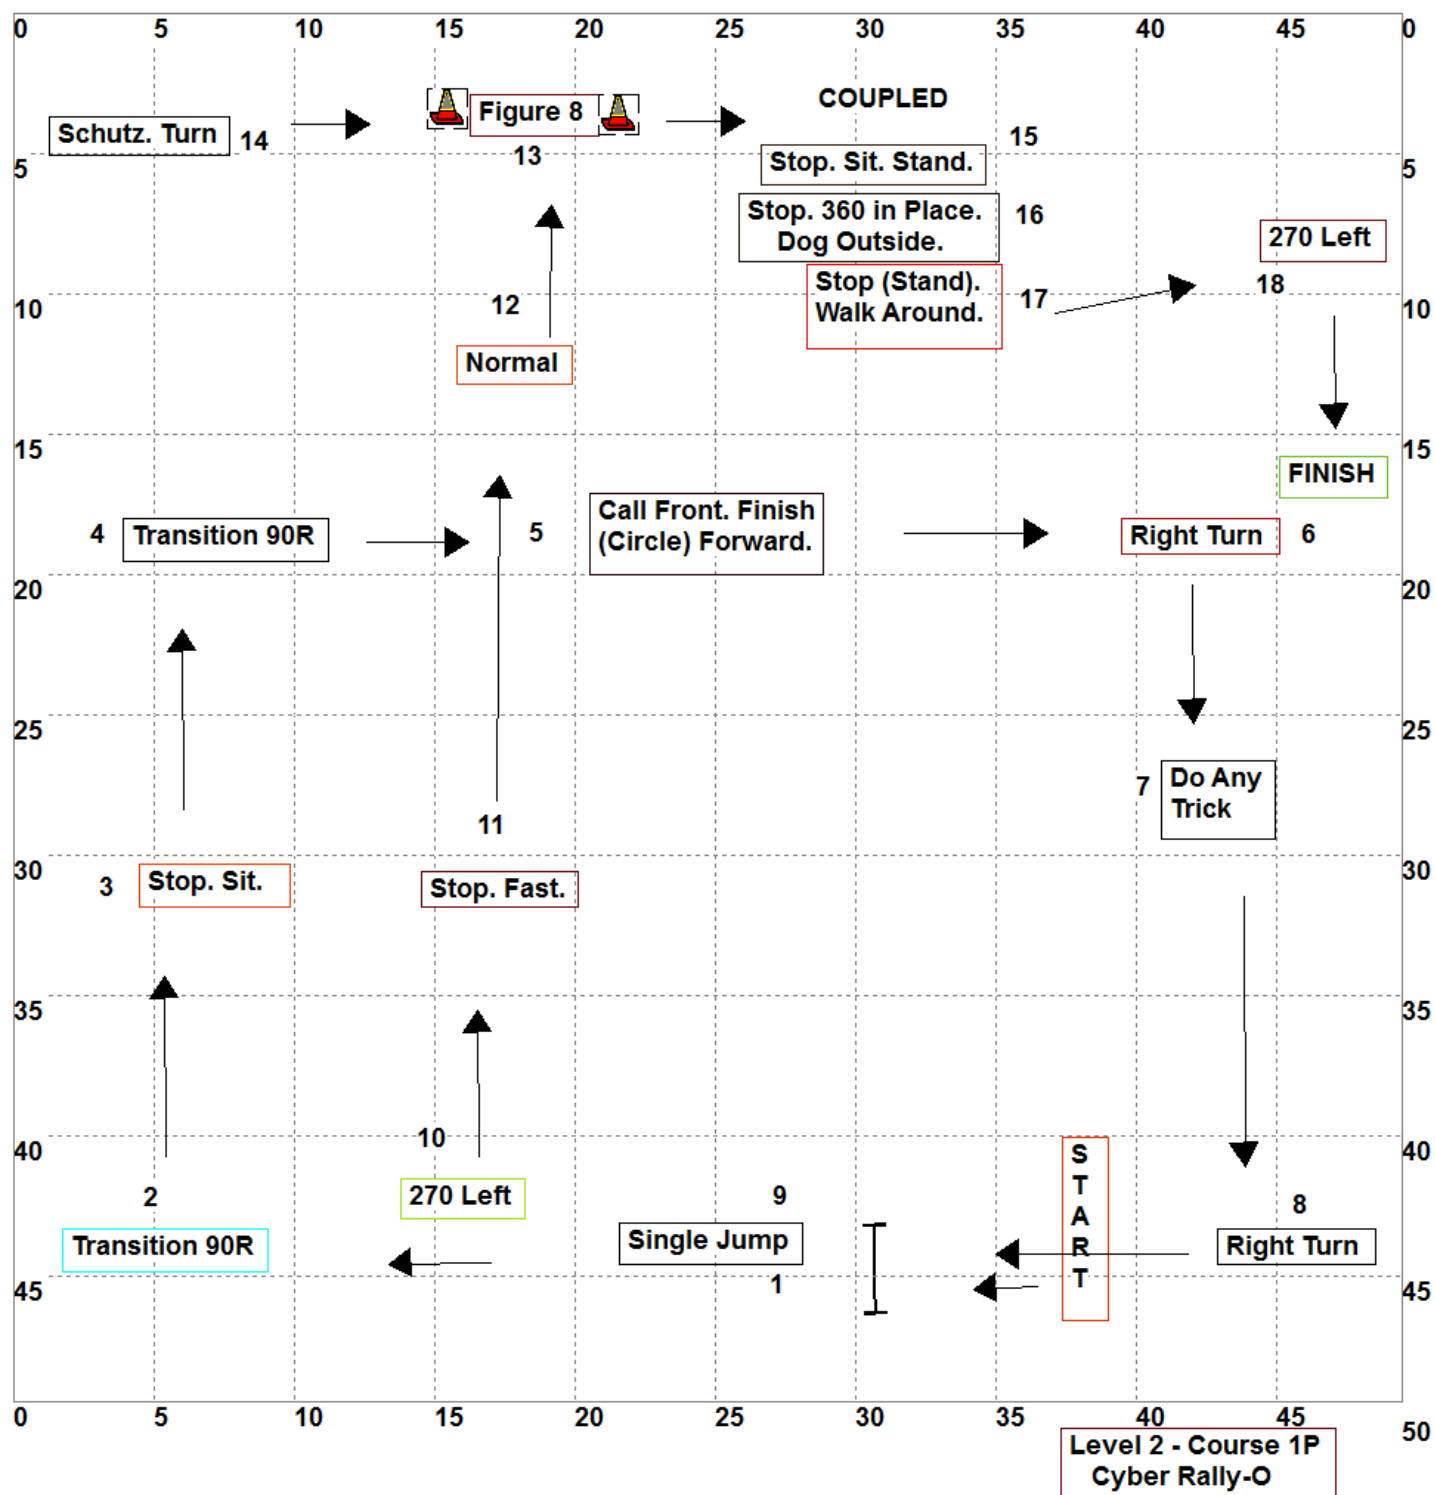 0 5 10 15 20 25 30 35 40 45 0
COUPLED
Figure 8
Schutz. Turn 14
13
15
Stop. Sit. Stand.
5 5
16
Stop. 360 in Place.
Dog Outside.
270 Left
18
Stop (Stand).
Walk Around.
17
12
10 10
Normal
15 15
FINISH
4 Transition 90R
5
Call Front. Finish
(Circle) Forward.
Right Turn 6
20 20
25 25
7
Do Any
Trick
11
30 30
3 Stop. Sit.
Stop. Fast.
35 35
10
40 40
S
T
A
R
T
2
270 Left
9
8
Transition 90R
Single Jump
Right Turn
1
45 45
0 5 10 15 20 25 30 35 40 45 50
Level 2 - Course 1P
Cyber Rally-O